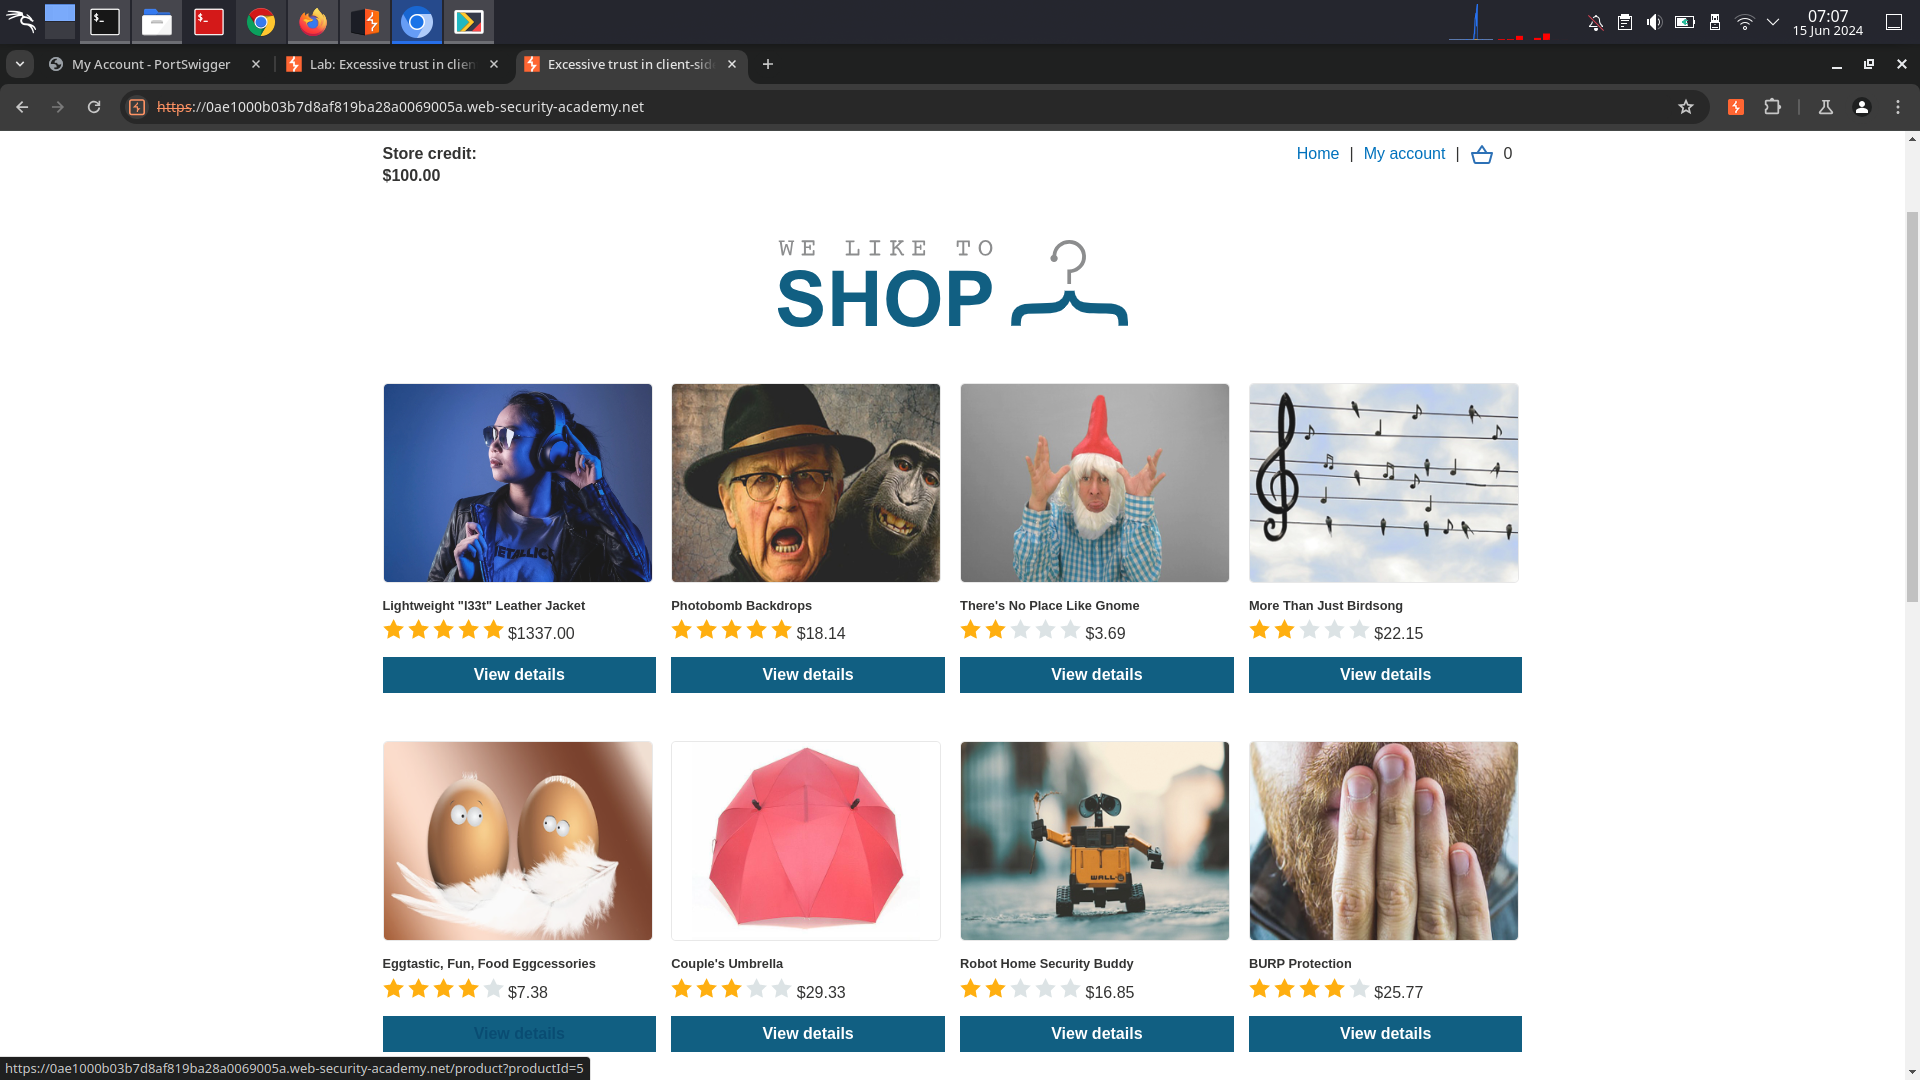 07:07
15 Jun 2024
My Account - PortSwigger
Lab: Excessive trust in clien
Excessive trust in client-sid
https://0ae1000b03b7d8af819ba28a0069005a.web-security-academy.net
Store credit:
$100.00
Home | My account | 0
WE LIKE TO
SHOP
METALLICA
Lightweight "l33t" Leather Jacket
$1337.00
View details
Photobomb Backdrops
$18.14
View details
There's No Place Like Gnome
$3.69
View details
More Than Just Birdsong
$22.15
View details
WALL-E
Eggtastic, Fun, Food Eggcessories
$7.38
View details
Couple's Umbrella
$29.33
View details
Robot Home Security Buddy
$16.85
View details
BURP Protection
$25.77
View details
https://0ae1000b03b7d8af819ba28a0069005a.web-security-academy.net/product?productId=5